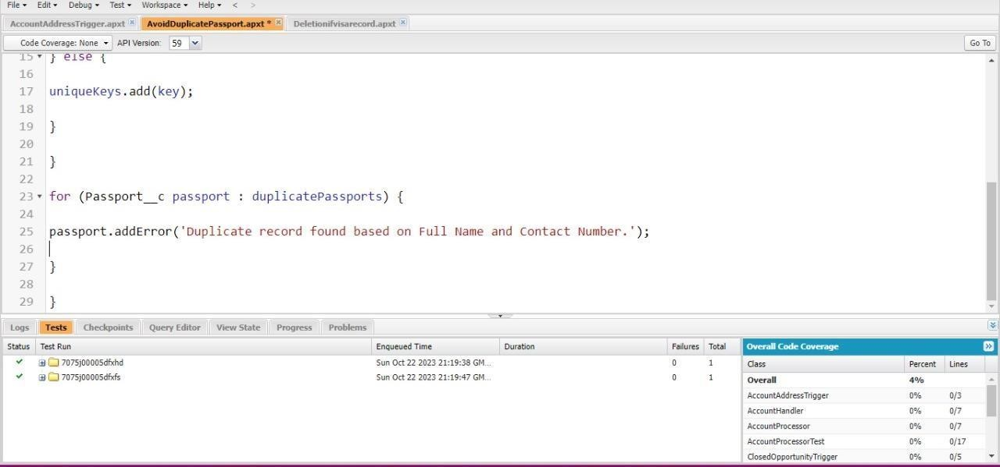 File Edit Debug Test Workspace Help < >
AccountAddressTrigger.apxt AvoidDuplicatePassport.apxt * Deletionifvisarecord.apxt
Code Coverage: None API Version: 59 Go To
15 } else {
16
17 uniqueKeys.add(key);
18
19 }
20
21 }
22
23 for (Passport__c passport : duplicatePassports) {
24
25 passport.addError('Duplicate record found based on Full Name and Contact Number.');
26
27 }
28
29 }
Logs Tests Checkpoints Query Editor View State Progress Problems
Status Test Run Enqueued Time Duration Failures Total
7075j00005dfxhd Sun Oct 22 2023 21:19:38 GM... 0 1
7075j00005dfxfs Sun Oct 22 2023 21:19:47 GM... 0 1
Overall Code Coverage
Class Percent Lines
Overall 4%
AccountAddressTrigger 0% 0/3
AccountHandler 0% 0/7
AccountProcessor 0% 0/7
AccountProcessorTest 0% 0/17
ClosedOpportunityTrigger 0% 0/5